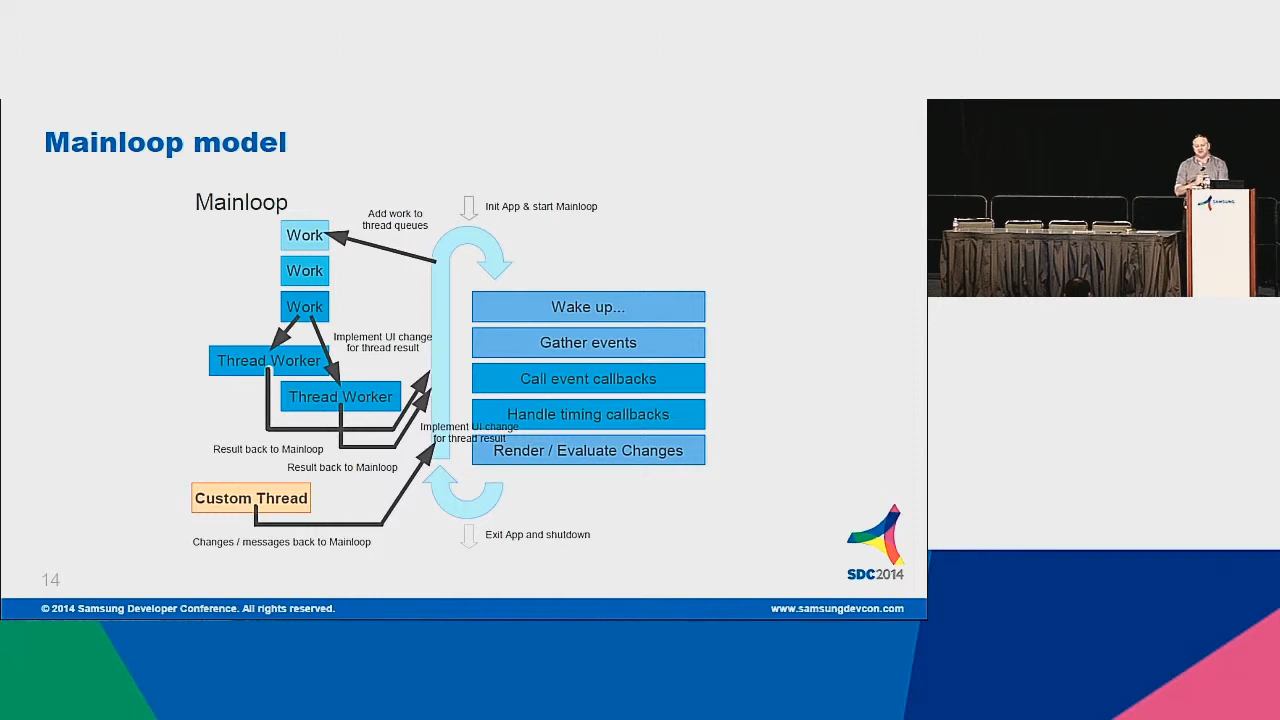 Mainloop model
Mainloop
Init App & start Mainloop
Add work to
thread queues
Work
Work
Work
Implement UI change
for thread result
Thread Worker
Thread Worker
Result back to Mainloop
Result back to Mainloop
Custom Thread
Changes / messages back to Mainloop
Wake up...
Gather events
Call event callbacks
Handle timing callbacks
Implement UI change
for thread result
Render / Evaluate Changes
Exit App and shutdown
SDC2014
14
© 2014 Samsung Developer Conference. All rights reserved.
www.samsungdevcon.com
SAMSUNG